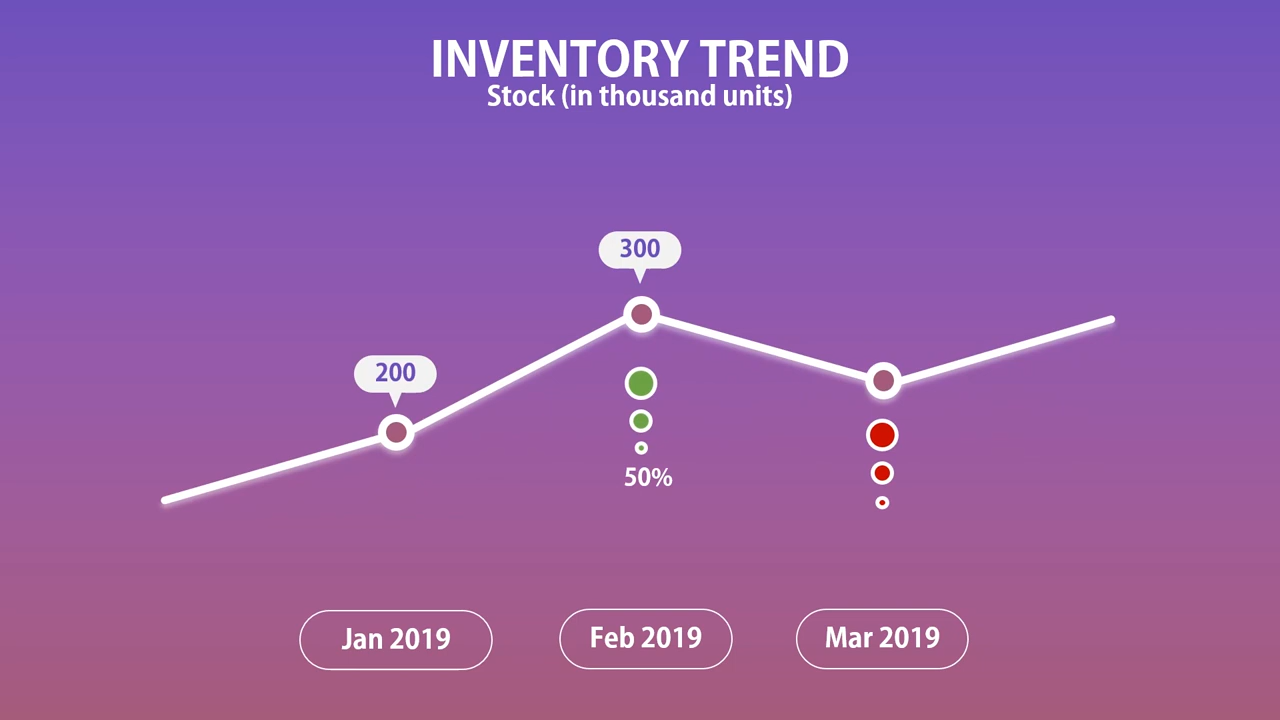 INVENTORY TREND
Stock (in thousand units)
300
200
50%
Jan 2019
Feb 2019
Mar 2019